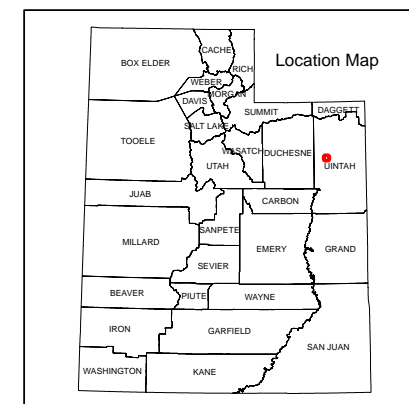 Location Map
CACHE
BOX ELDER
RICH
WEBER
MORGAN
DAVIS
SUMMIT
DAGGETT
SALT LAKE
TOOELE
WASATCH
DUCHESNE
UINTAH
UTAH
JUAB
CARBON
SANPETE
MILLARD
EMERY
GRAND
SEVIER
BEAVER
PIUTE
WAYNE
IRON
GARFIELD
SAN JUAN
WASHINGTON
KANE